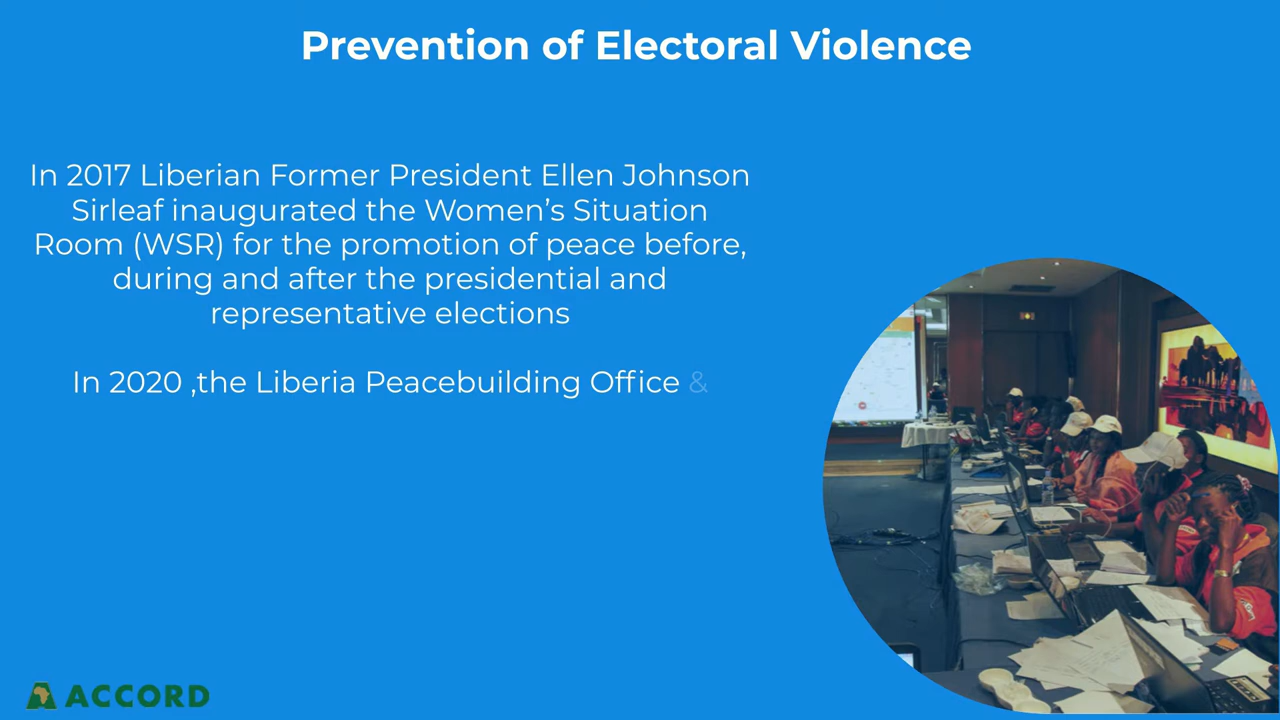 Prevention of Electoral Violence
In 2017 Liberian Former President Ellen Johnson
Sirleaf inaugurated the Women’s Situation
Room (WSR) for the promotion of peace before,
during and after the presidential and
representative elections
In 2020 ,the Liberia Peacebuilding Office &
ACCORD